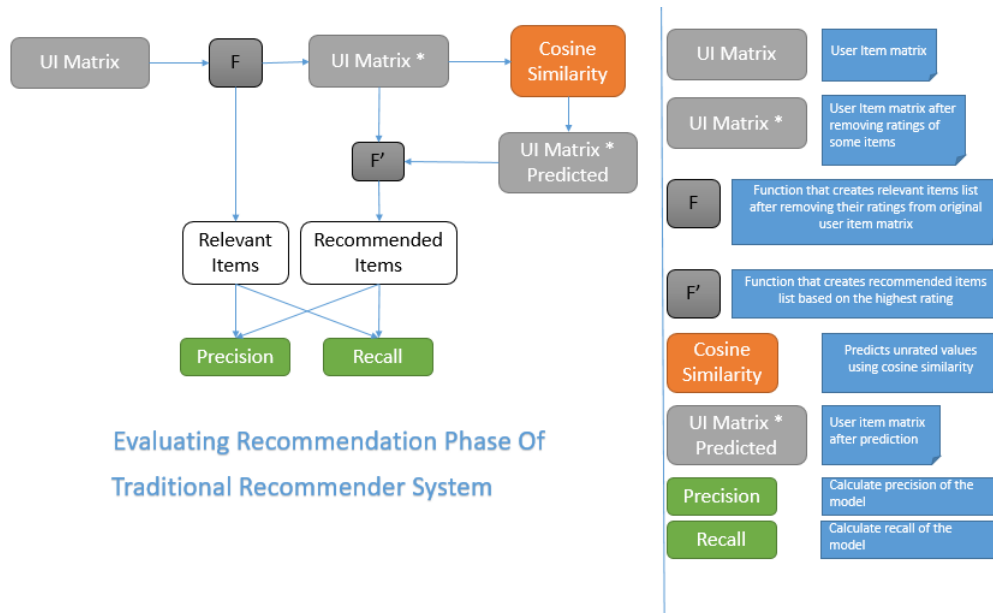 UI Matrix
F
UI Matrix *
Cosine
Similarity
F’
UI Matrix *
Predicted
Relevant
Items
Recommended
Items
Precision
Recall
Evaluating Recommendation Phase Of
Traditional Recommender System
UI Matrix
User Item matrix
UI Matrix *
User Item matrix after
removing ratings of
some items
F
Function that creates relevant items list
after removing their ratings from original
user item matrix
F’
Function that creates recommended items
list based on the highest rating
Cosine
Similarity
Predicts unrated values
using cosine similarity
UI Matrix *
Predicted
User item matrix
after prediction
Precision
Calculate precision of the
model
Recall
Calculate recall of the
model